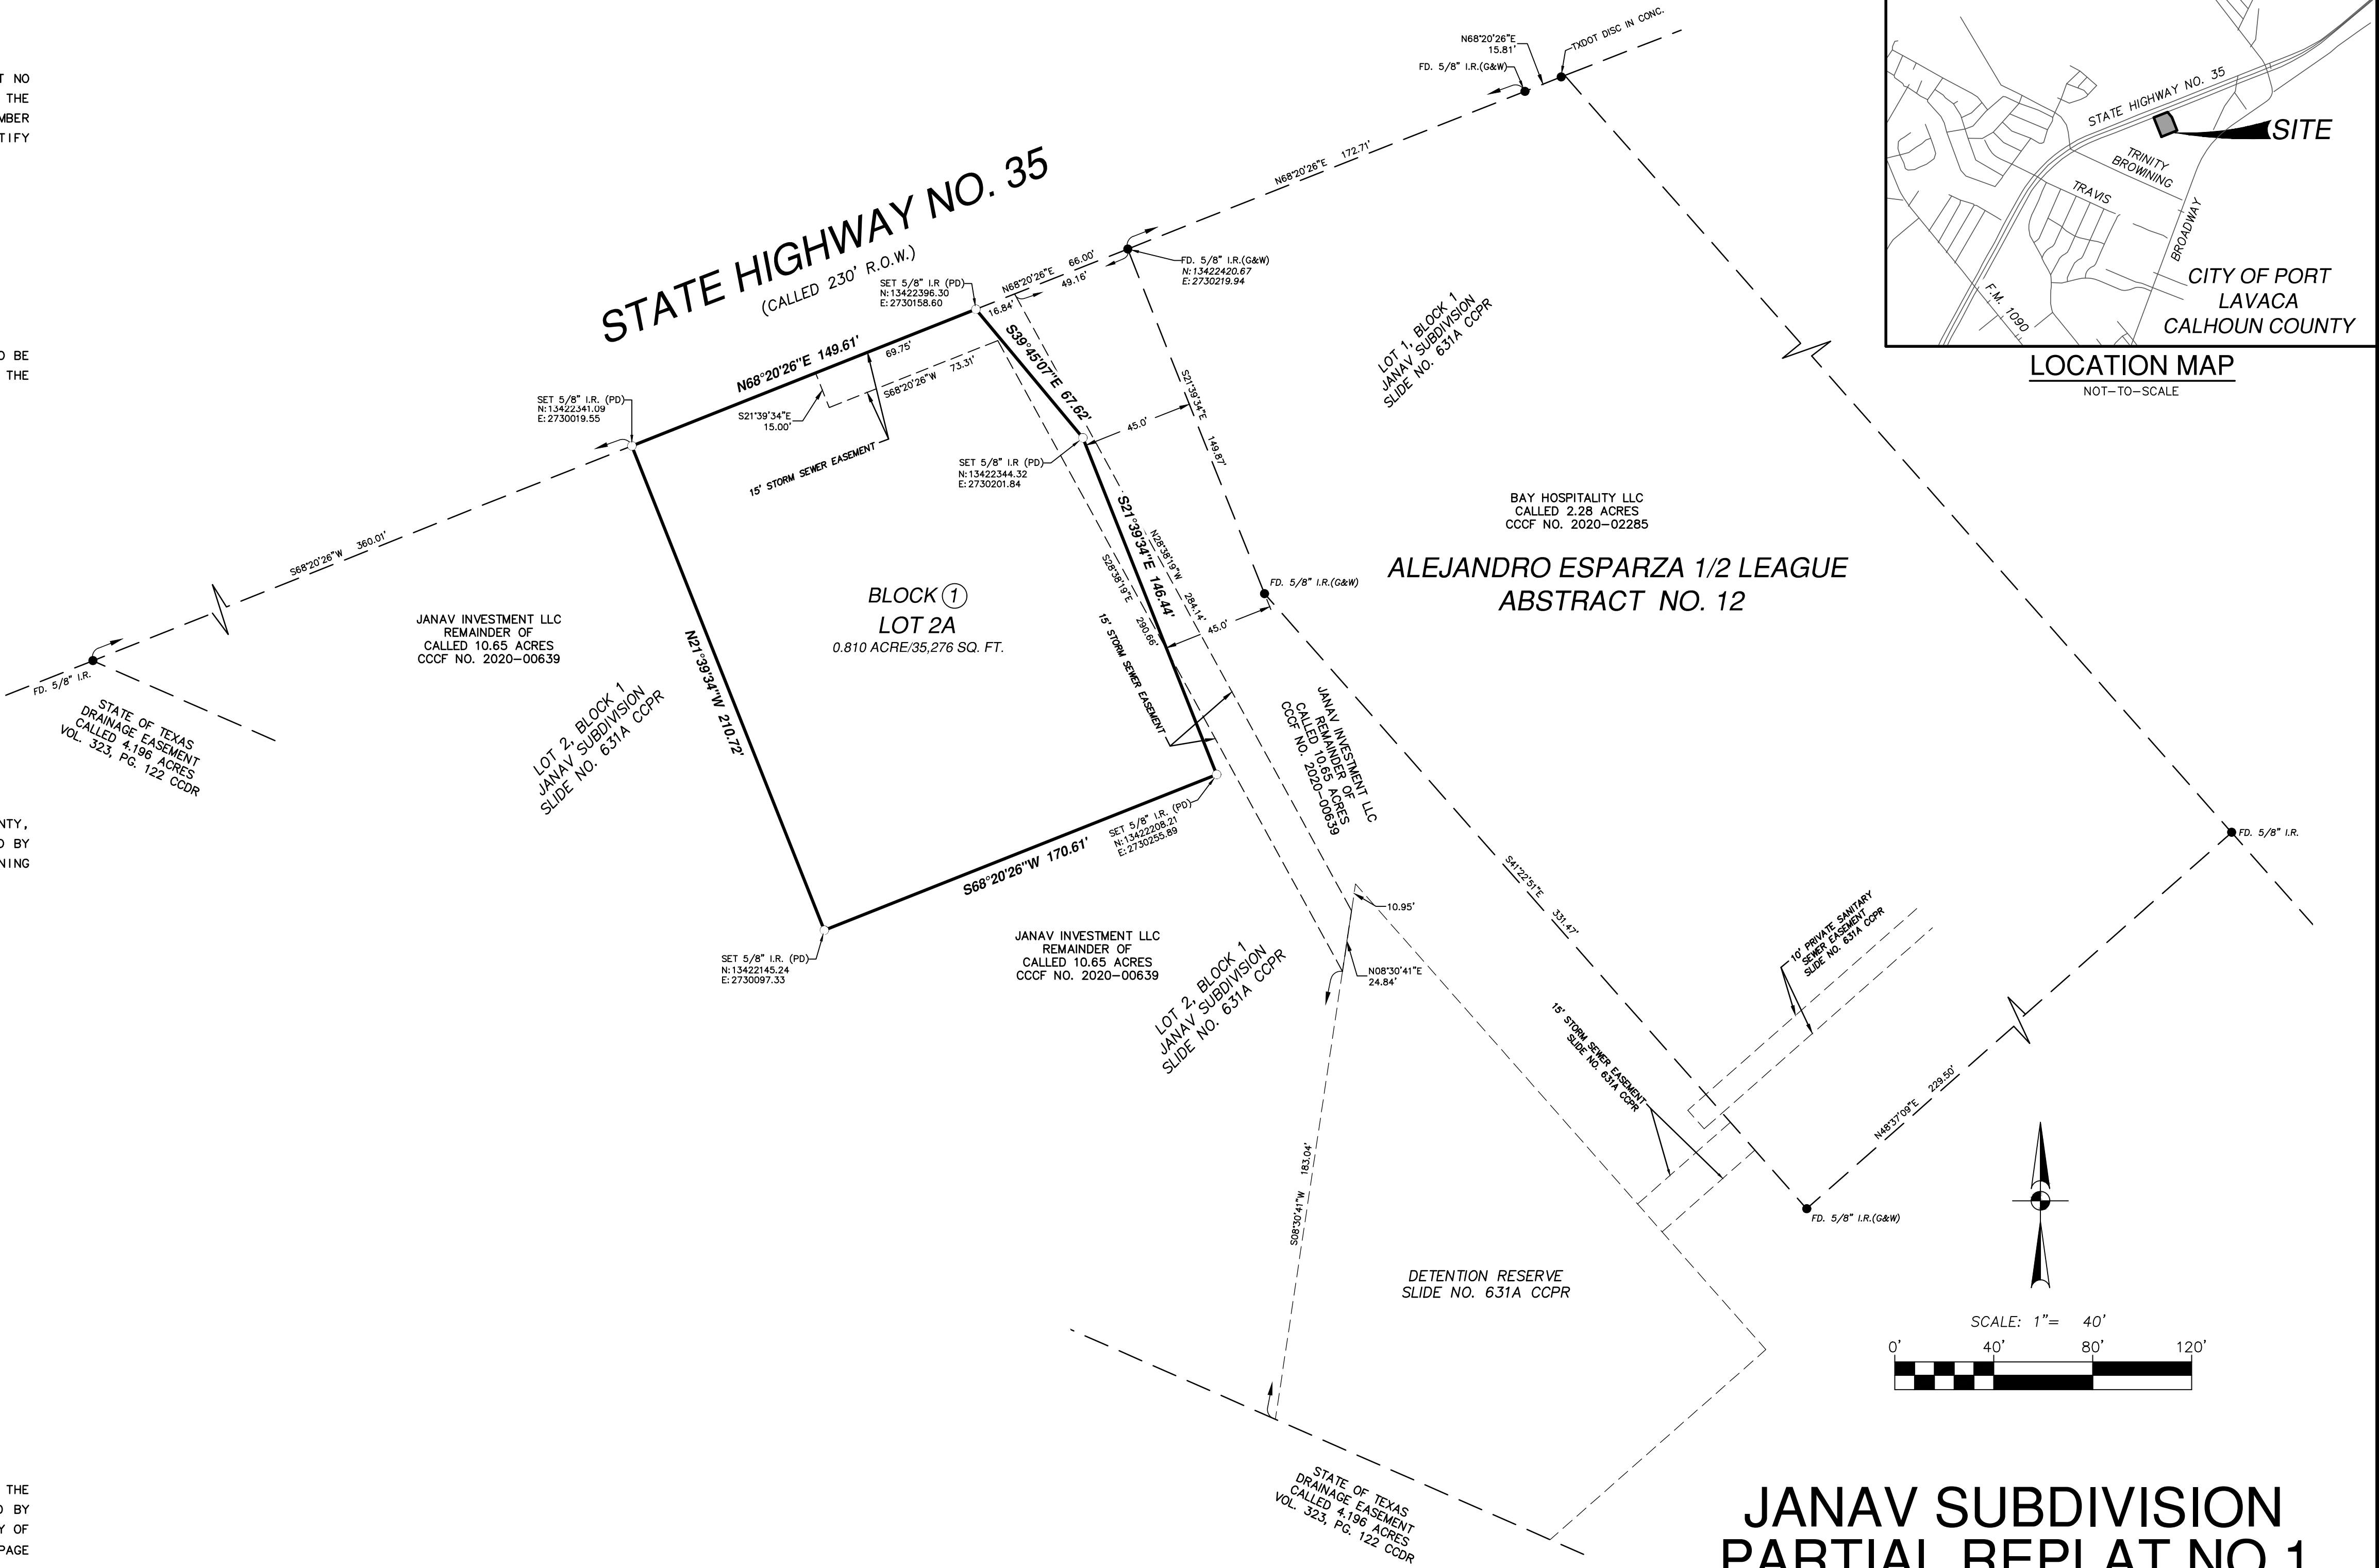 T NO
THE
MBER
TIFY
D BE
THE
NTY,
D BY
NING
THE
D BY
Y OF
PAGE
N68°20'26"E
15.81'
TXDOT DISC IN CONC.
FD. 5/8" I.R.(G&W)
N68°20'26"E 172.71'
STATE HIGHWAY NO. 35
(CALLED 230' R.O.W.)
SET 5/8" I.R (PD)
N: 13422396.30
E: 2730158.60
N68°20'26"E 66.00'
16.84'
49.16'
FD. 5/8" I.R.(G&W)
N: 13422420.67
E: 2730219.94
N68°20'26"E 149.61'
69.75'
S68°20'26"W 73.31'
S21°39'34"E
15.00'
15' STORM SEWER EASEMENT
S39°45'07"E 67.62'
SET 5/8" I.R. (PD)
N: 13422341.09
E: 2730019.55
SET 5/8" I.R (PD)
N: 13422344.32
E: 2730201.84
45.0'
S21°39'34"E 149.87'
LOT 1, BLOCK 1
JANAV SUBDIVISION
SLIDE NO. 631A CCPR
S68°20'26"W 360.01'
FD. 5/8" I.R.
STATE OF TEXAS
DRAINAGE EASEMENT
CALLED 4.196 ACRES
VOL. 323, PG. 122 CCDR
JANAV INVESTMENT LLC
REMAINDER OF
CALLED 10.65 ACRES
CCCF NO. 2020-00639
LOT 2, BLOCK 1
JANAV SUBDIVISION
SLIDE NO. 631A CCPR
N21°39'34"W 210.72'
BLOCK 1
LOT 2A
0.810 ACRE/35,276 SQ. FT.
S21°39'34"E 146.44'
N28°38'19"W 284.14'
S28°38'19"E 290.66'
15' STORM SEWER EASEMENT
45.0'
FD. 5/8" I.R.(G&W)
BAY HOSPITALITY LLC
CALLED 2.28 ACRES
CCCF NO. 2020-02285
ALEJANDRO ESPARZA 1/2 LEAGUE
ABSTRACT NO. 12
JANAV INVESTMENT LLC
REMAINDER OF
CALLED 10.65 ACRES
CCCF NO. 2020-00639
SET 5/8" I.R. (PD)
N: 13422208.21
E: 2730255.89
S68°20'26"W 170.61'
SET 5/8" I.R. (PD)
N: 13422145.24
E: 2730097.33
JANAV INVESTMENT LLC
REMAINDER OF
CALLED 10.65 ACRES
CCCF NO. 2020-00639
LOT 2, BLOCK 1
JANAV SUBDIVISION
SLIDE NO. 631A CCPR
10.95'
N08°30'41"E
24.84'
S41°22'51"E 331.47'
FD. 5/8" I.R.
10' PRIVATE SANITARY
SEWER EASEMENT
SLIDE NO. 631A CCPR
15' STORM SEWER EASEMENT
SLIDE NO. 631A CCPR
N48°37'09"E 229.50'
FD. 5/8" I.R.(G&W)
S08°30'41"W 183.04'
DETENTION RESERVE
SLIDE NO. 631A CCPR
STATE OF TEXAS
DRAINAGE EASEMENT
CALLED 4.196 ACRES
VOL. 323, PG. 122 CCDR
STATE HIGHWAY NO. 35
SITE
TRINITY
BROWINING
TRAVIS
BROADWAY
F.M. 1090
CITY OF PORT
LAVACA
CALHOUN COUNTY
LOCATION MAP
NOT-TO-SCALE
SCALE: 1"= 40'
0' 40' 80' 120'
JANAV SUBDIVISION
PARTIAL REPLAT NO.1